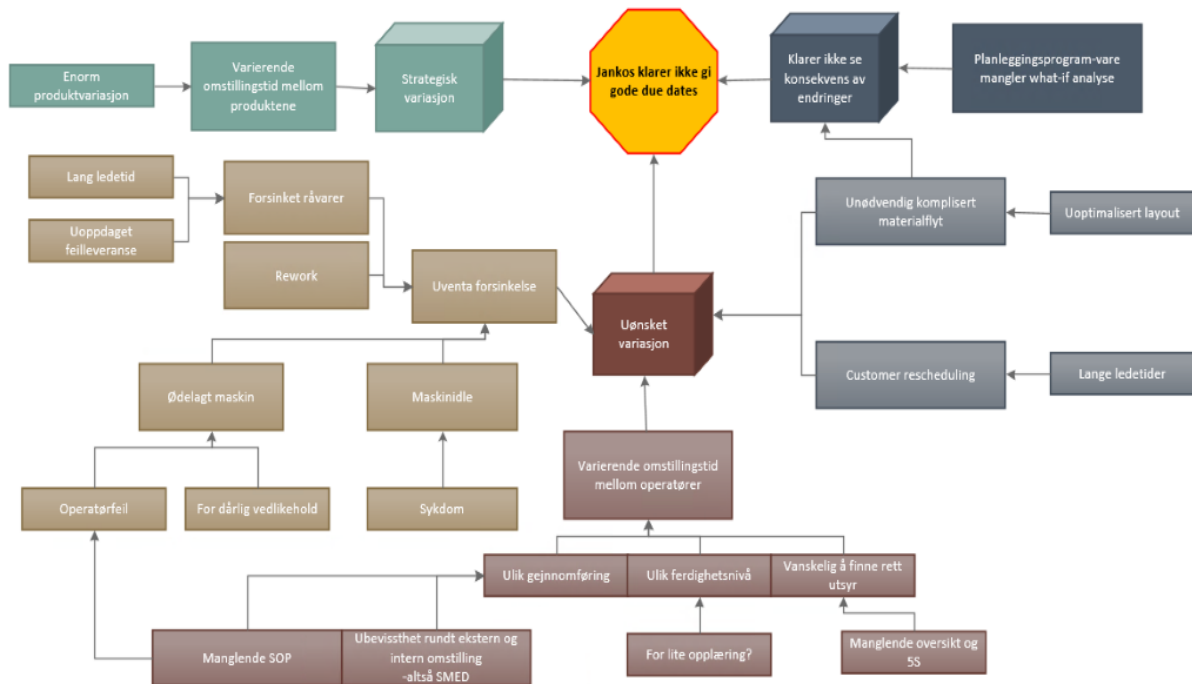 Enorm
produktvariasjon
Varierende
omstillingstid mellom
produktene
Strategisk
variasjon
Jankos klarer ikke gi
gode due dates
Klarer ikke se
konsekvens av
endringer
Planleggingsprogram-vare
mangler what-if analyse
Lang ledetid
Uoppdaget
feilleveranse
Forsinket råvarer
Rework
Uventa forsinkelse
Uønsket
variasjon
Unødvendig komplisert
materialflyt
Uoptimalisert layout
Customer rescheduling
Lange ledetider
Ødelagt maskin
Maskinidle
Operatørfeil
For dårlig vedlikehold
Sykdom
Varierende omstillingstid
mellom operatører
Ulik gejnnomføring
Ulik ferdighetsnivå
Vanskelig å finne rett
utsyr
Manglende SOP
Ubevissthet rundt ekstern og
intern omstilling
-altså SMED
For lite opplæring?
Manglende oversikt og
5S